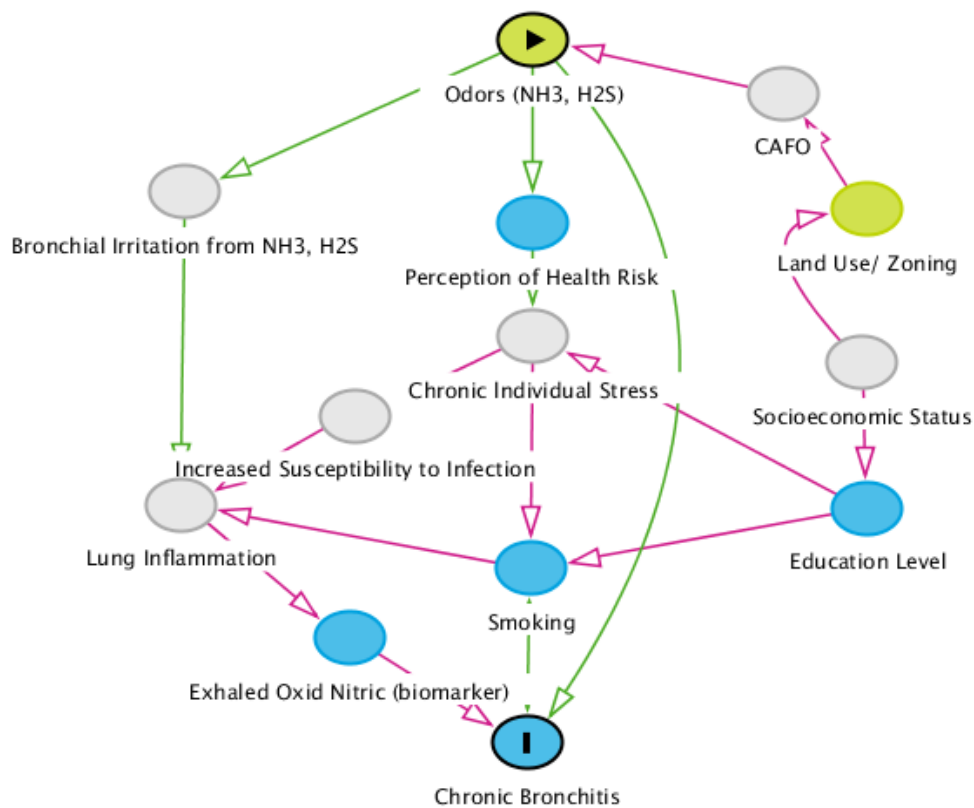 Odors (NH3, H2S)
CAFO
Bronchial Irritation from NH3, H2S
Land Use/ Zoning
Perception of Health Risk
Chronic Individual Stress
Socioeconomic Status
Increased Susceptibility to Infection
Lung Inflammation
Education Level
Smoking
Exhaled Oxid Nitric (biomarker)
Chronic Bronchitis